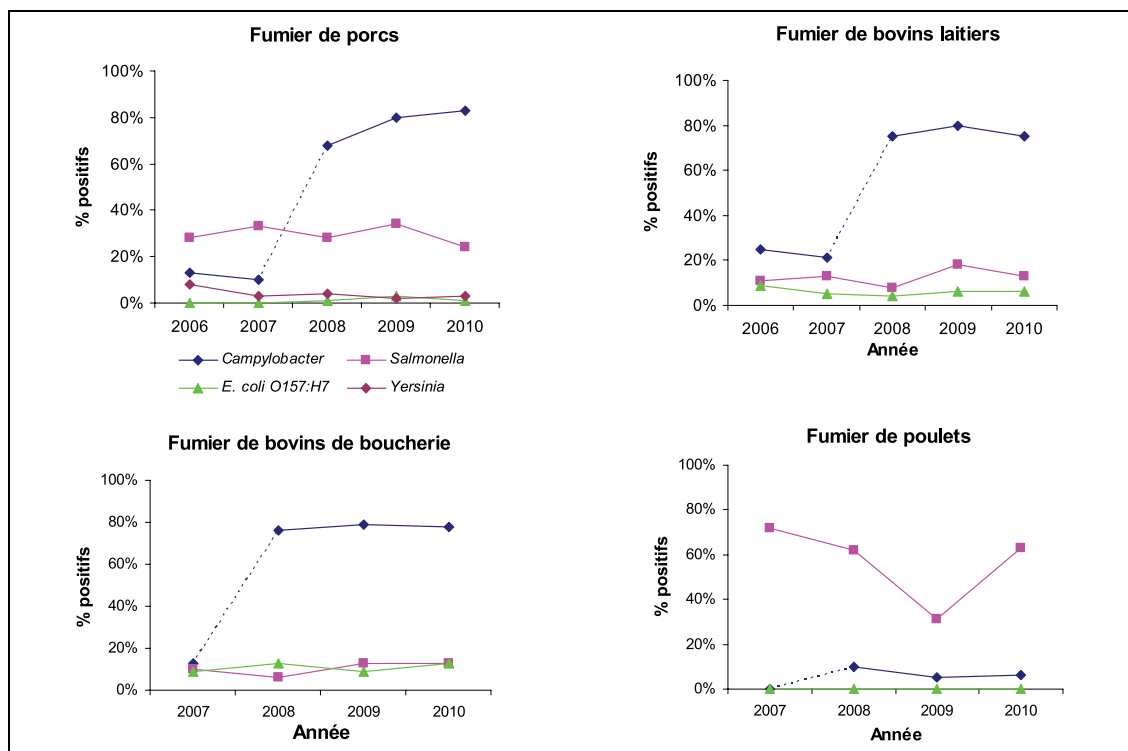 Fumier de porcs
100%
80%
60%
40%
20%
0%
% positifs
2006 2007 2008 2009 2010
Campylobacter Salmonella
E. coli O157:H7 Yersinia
Fumier de bovins laitiers
100%
80%
60%
40%
20%
0%
% positifs
2006 2007 2008 2009 2010
Année
Fumier de bovins de boucherie
100%
80%
60%
40%
20%
0%
% positifs
2007 2008 2009 2010
Année
Fumier de poulets
100%
80%
60%
40%
20%
0%
% positifs
2007 2008 2009 2010
Année